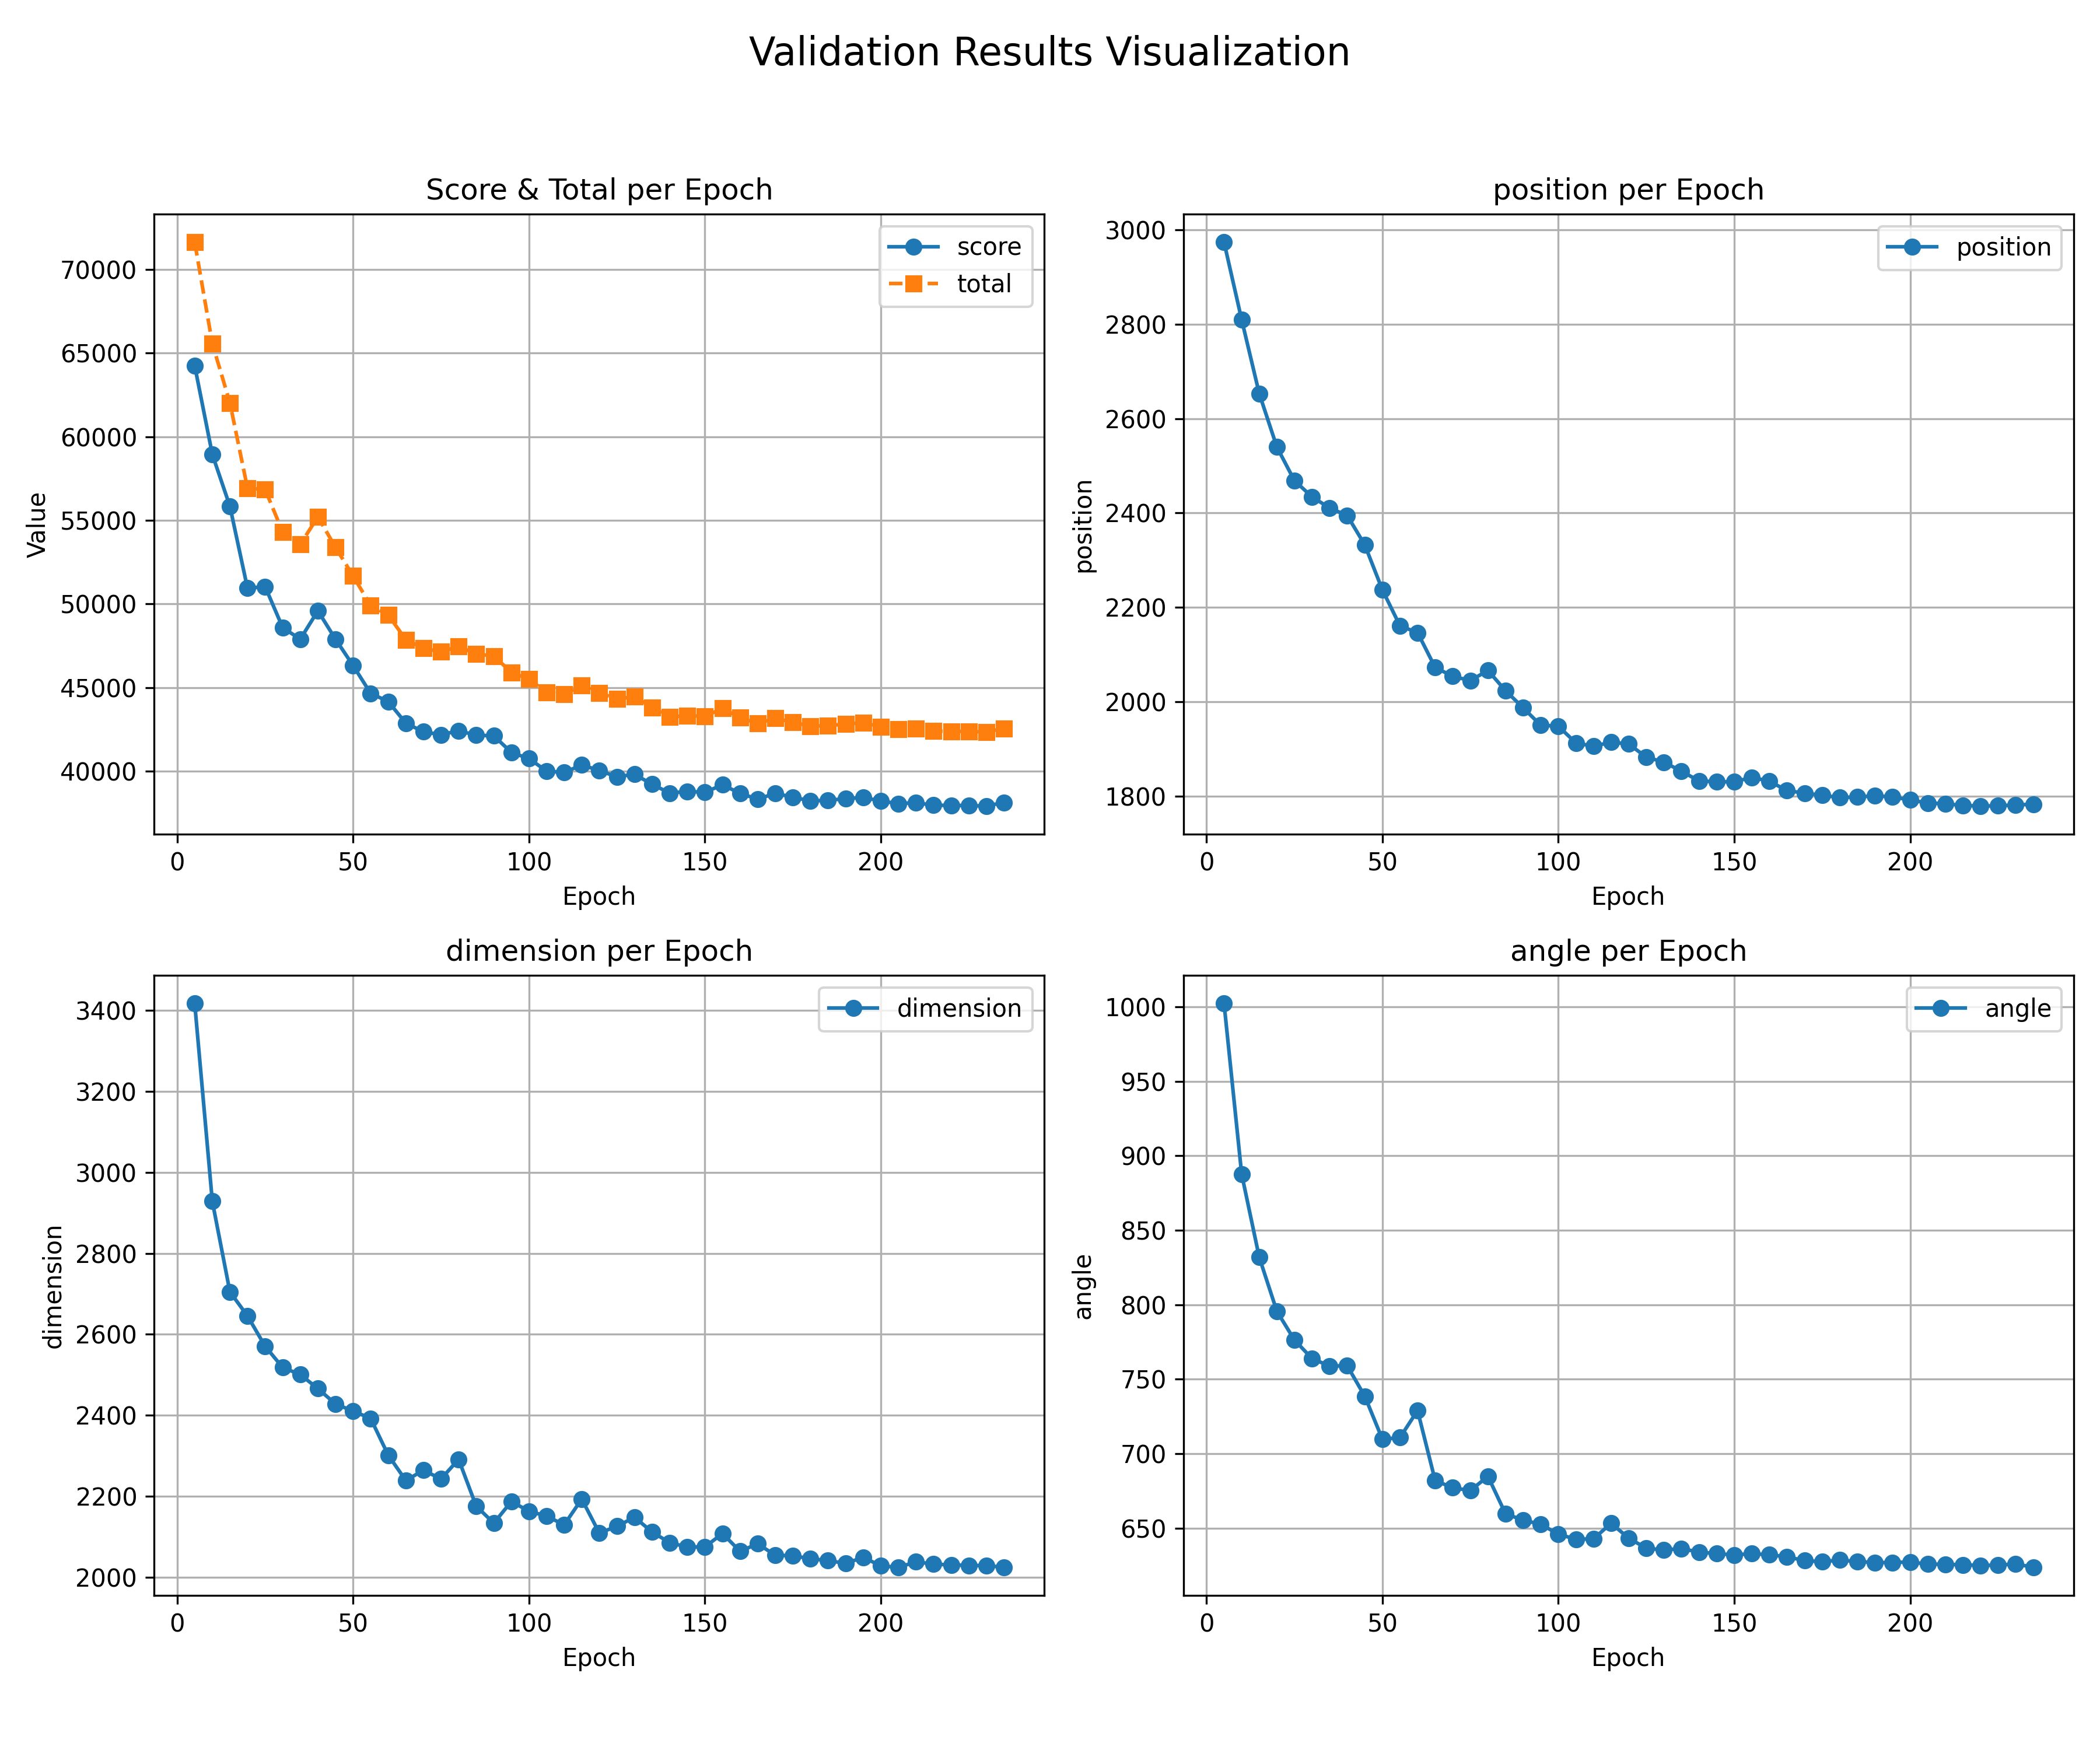 Validation Results Visualization
Score & Total per Epoch
score
total
Value
70000
65000
60000
55000
50000
45000
40000
0 50 100 150 200
Epoch
position per Epoch
position
position
3000
2800
2600
2400
2200
2000
1800
0 50 100 150 200
Epoch
dimension per Epoch
dimension
dimension
3400
3200
3000
2800
2600
2400
2200
2000
0 50 100 150 200
Epoch
angle per Epoch
angle
angle
1000
950
900
850
800
750
700
650
0 50 100 150 200
Epoch